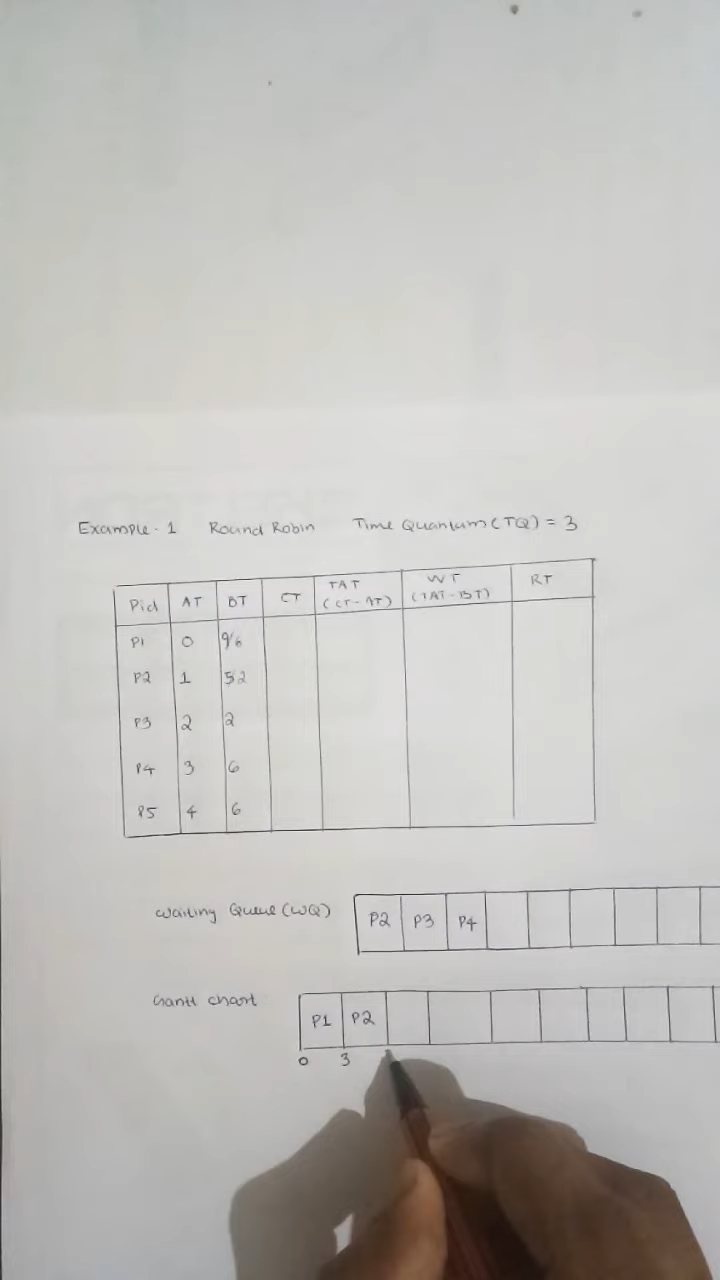 Example - 1 Round Robin Time Quantum (TQ) = 3
Pid AT BT CT TAT (CT - AT) WT (TAT - BT) RT
P1 0 9 6
P2 1 5 2
P3 2 2
P4 3 6
P5 4 6
Waiting Queue (WQ) P2 P3 P4
Gantt chart P1 P2
0 3